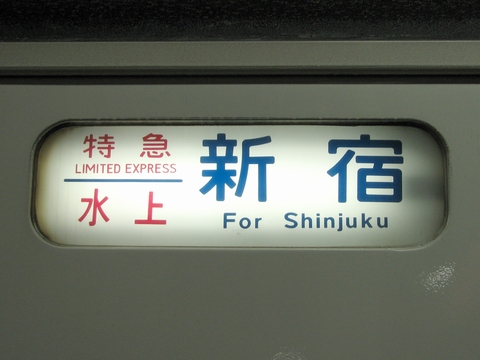 特急
LIMITED EXPRESS
水上
新宿
For Shinjuku